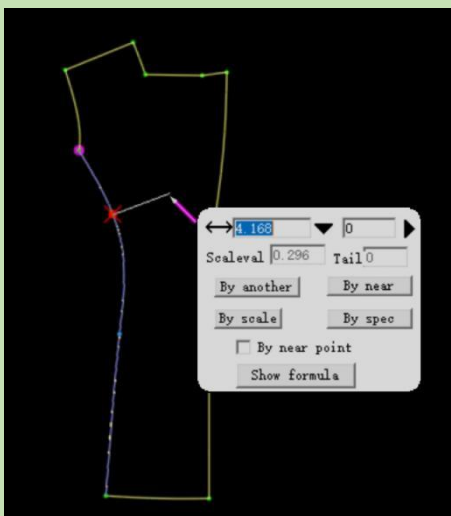 4.168 0
Scaleval 0.296 Tail 0
By another By near
By scale By spec
By near point
Show formula